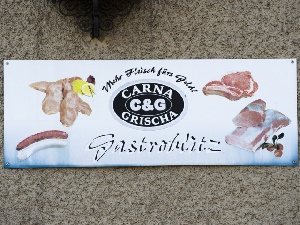 Mehr Fleisch fürs Geld!
CARNA
C&G
GRISCHA
Gastroblitz